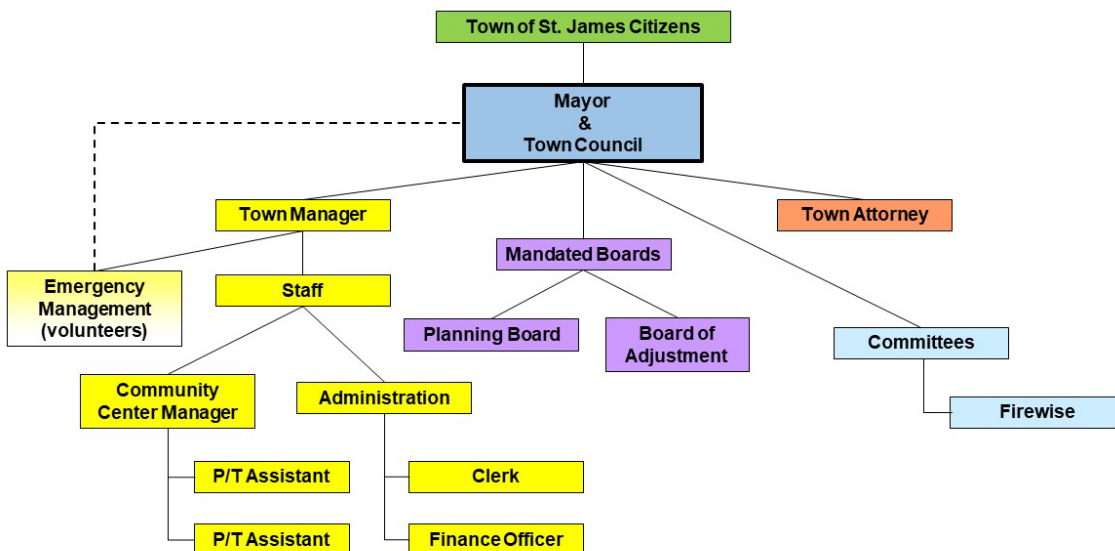 Town of St. James Citizens
Mayor
&
Town Council
Town Manager
Town Attorney
Mandated Boards
Emergency
Management
(volunteers)
Staff
Planning Board
Board of
Adjustment
Committees
Community
Center Manager
Administration
Firewise
P/T Assistant
Clerk
P/T Assistant
Finance Officer